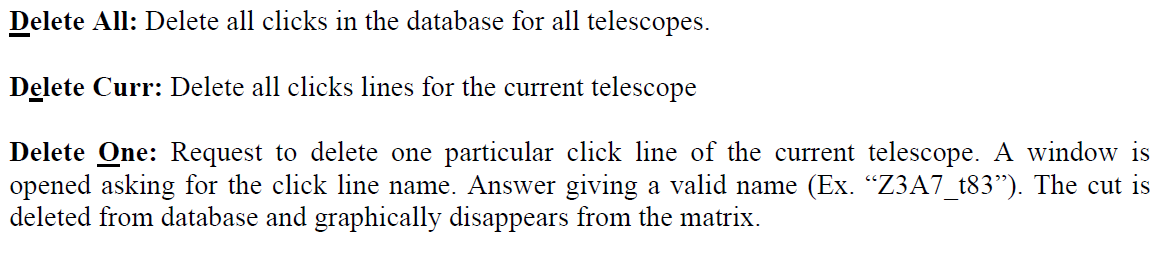 Delete All: Delete all clicks in the database for all telescopes.
Delete Curr: Delete all clicks lines for the current telescope
Delete One: Request to delete one particular click line of the current telescope. A window is
opened asking for the click line name. Answer giving a valid name (Ex. “Z3A7_t83”). The cut is
deleted from database and graphically disappears from the matrix.